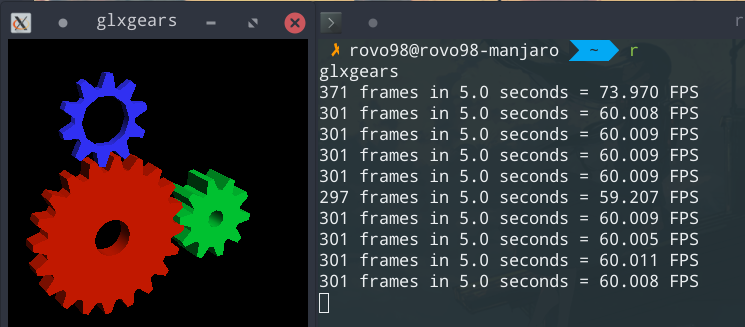 glxgears
r
rovo98@rovo98-manjaro ~ r
glxgears
371 frames in 5.0 seconds = 73.970 FPS
301 frames in 5.0 seconds = 60.008 FPS
301 frames in 5.0 seconds = 60.009 FPS
301 frames in 5.0 seconds = 60.009 FPS
301 frames in 5.0 seconds = 60.009 FPS
297 frames in 5.0 seconds = 59.207 FPS
301 frames in 5.0 seconds = 60.009 FPS
301 frames in 5.0 seconds = 60.005 FPS
301 frames in 5.0 seconds = 60.011 FPS
301 frames in 5.0 seconds = 60.008 FPS